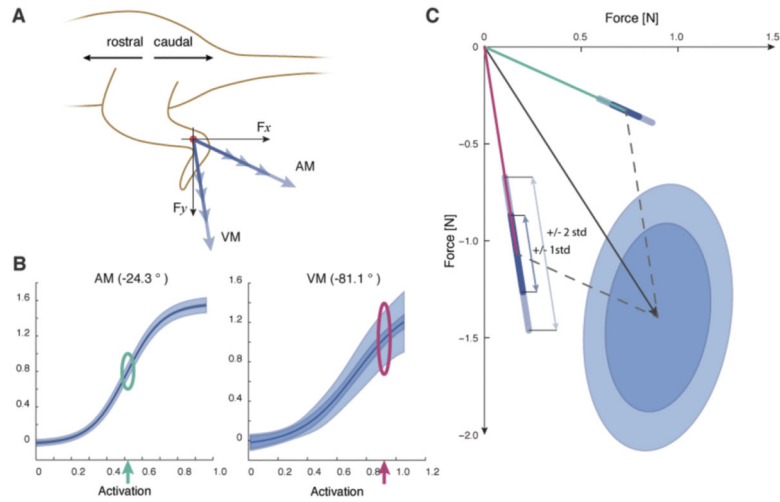 A
rostral
caudal
Fx
AM
Fy
VM
B
AM (-24.3 °)
1.6
1.2
0.8
0.4
0
0
0.2
0.4
0.6
0.8
1.0
Activation
VM (-81.1 °)
1.6
1.2
0.8
0.4
0
0
0.2
0.4
0.6
0.8
1.0
1.2
Activation
C
Force [N]
0
0.5
1.0
1.5
0
-0.5
-1.0
-1.5
-2.0
Force [N]
+/- 2 std
+/- 1std